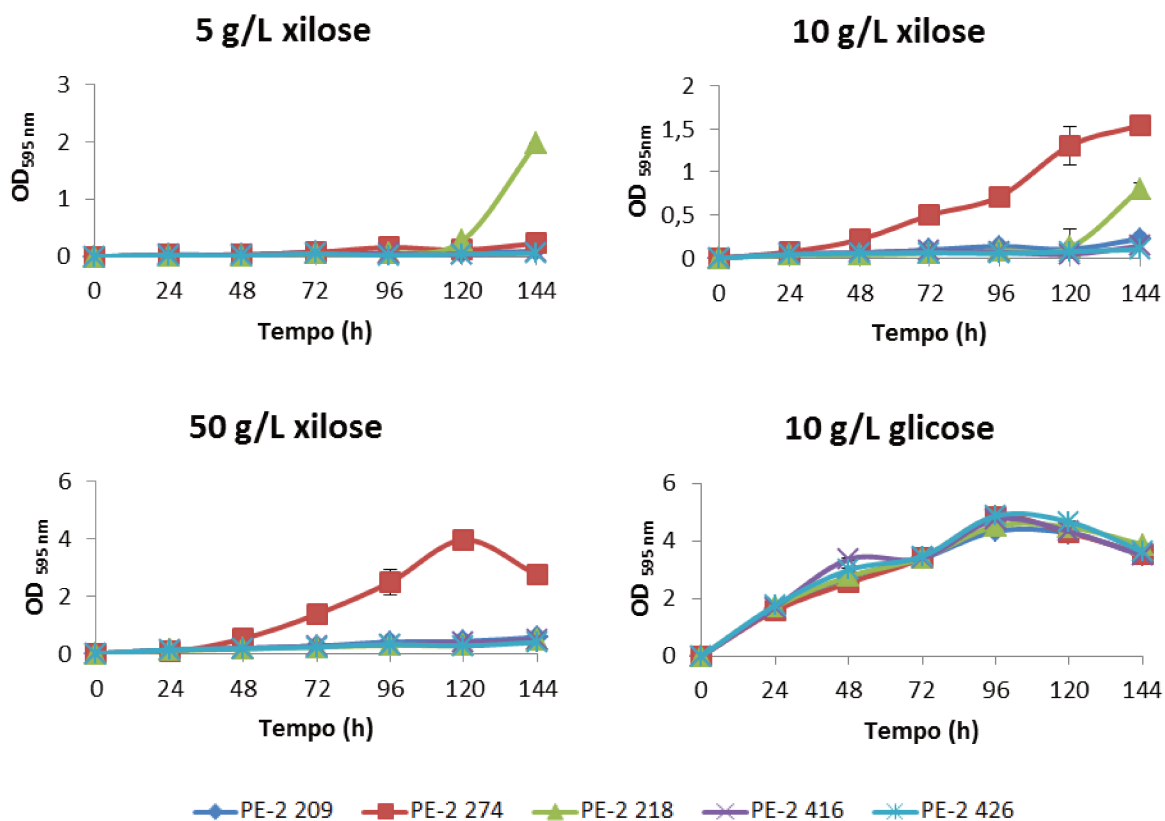 5 g/L xilose
3
2
1
0
OD595 nm
0 24 48 72 96 120 144
Tempo (h)
10 g/L xilose
2
1,5
1
0,5
0
OD 595nm
0 24 48 72 96 120 144
Tempo (h)
50 g/L xilose
6
4
2
0
OD 595 nm
0 24 48 72 96 120 144
Tempo (h)
10 g/L glicose
6
4
2
0
OD 595 nm
0 24 48 72 96 120 144
Tempo (h)
PE-2 209 PE-2 274 PE-2 218 PE-2 416 PE-2 426